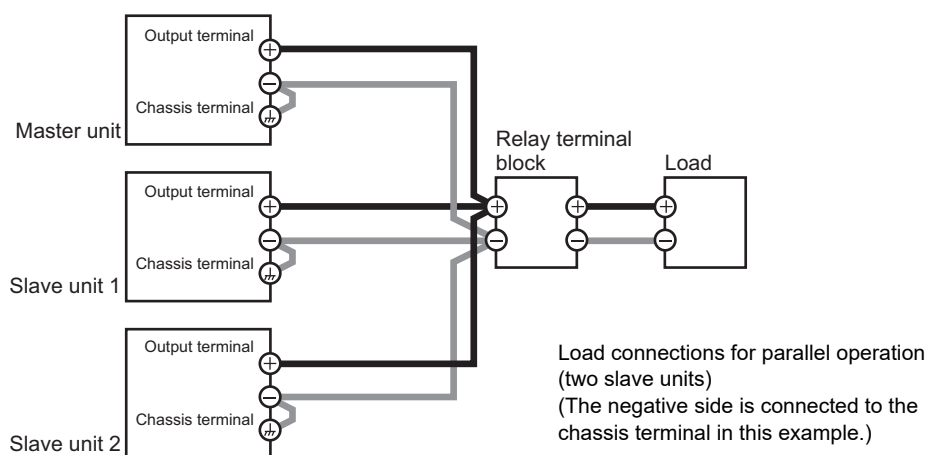 Output terminal
+
−
Chassis terminal
Master unit
Output terminal
+
−
Chassis terminal
Slave unit 1
Output terminal
+
−
Chassis terminal
Slave unit 2
Relay terminal
block
+
−
+
−
Load
+
−
Load connections for parallel operation
(two slave units)
(The negative side is connected to the
chassis terminal in this example.)